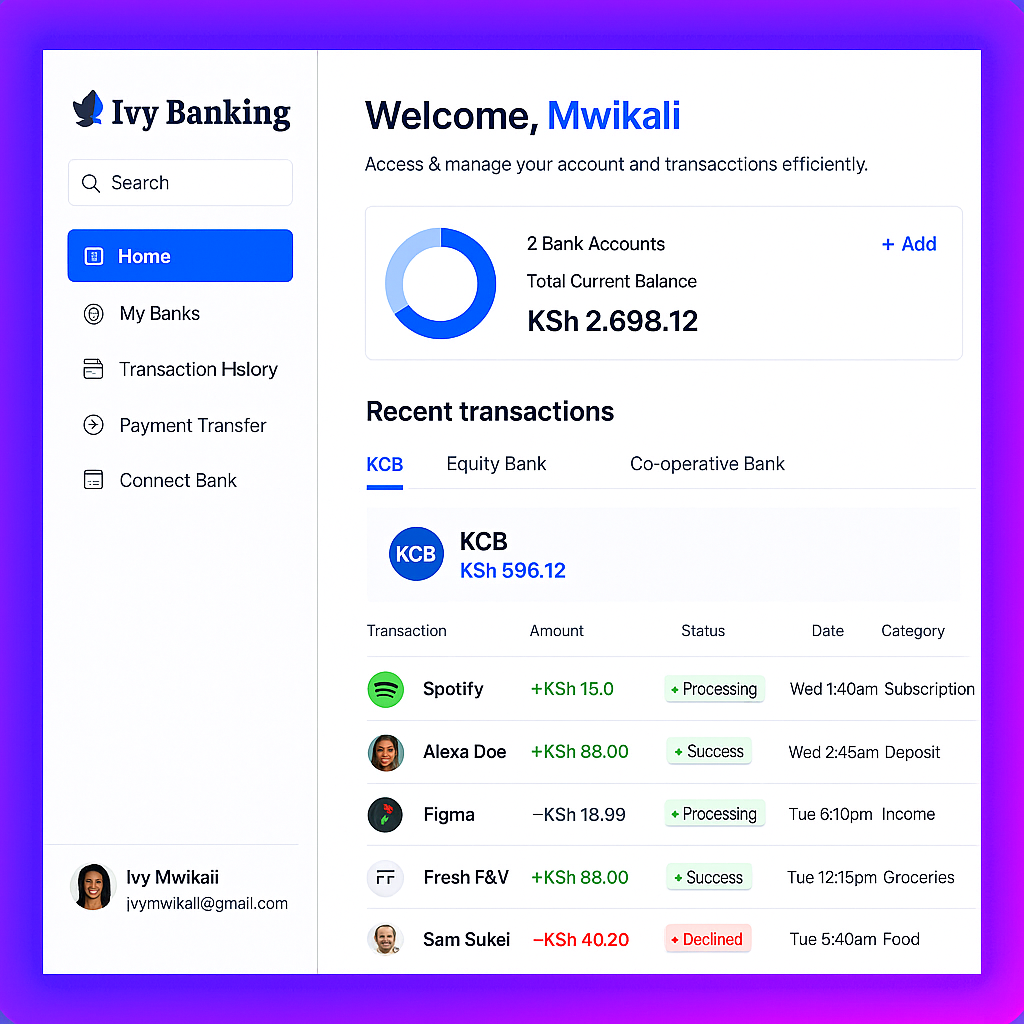 Ivy Banking
Search
Home
My Banks
Transaction Hslory
Payment Transfer
Connect Bank
Ivy Mwikaii
jvymwikall@gmail.com
Welcome, Mwikali
Access & manage your account and transacctions efficiently.
2 Bank Accounts
+ Add
Total Current Balance
KSh 2.698.12
Recent transactions
KCB Equity Bank Co-operative Bank
KCB
KCB
KSh 596.12
Transaction Amount Status Date Category
Spotify +KSh 15.0 + Processing Wed 1:40am Subscription
Alexa Doe +KSh 88.00 + Success Wed 2:45am Deposit
Figma −KSh 18.99 + Processing Tue 6:10pm Income
FF Fresh F&V +KSh 88.00 + Success Tue 12:15pm Groceries
Sam Sukei −KSh 40.20 + Declined Tue 5:40am Food